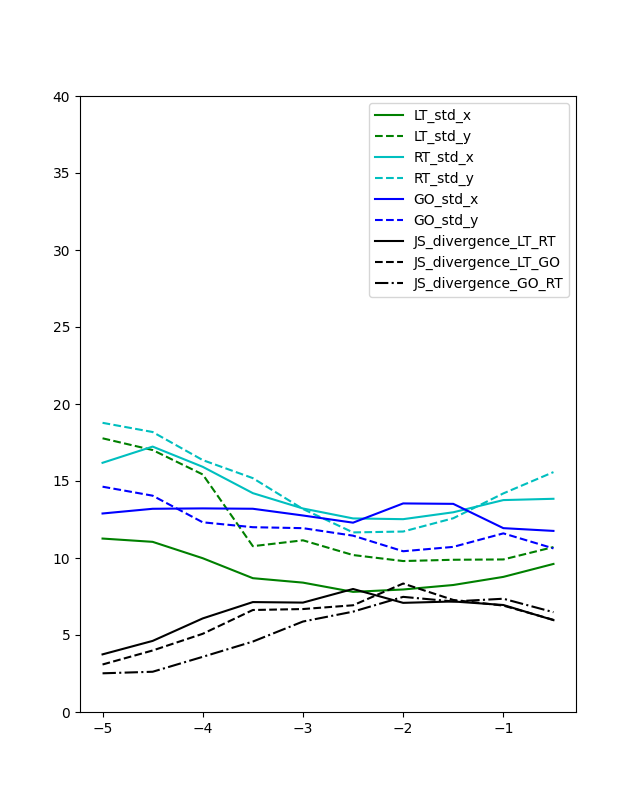 40
35
30
25
20
15
10
5
0
−5
−4
−3
−2
−1
LT_std_x
LT_std_y
RT_std_x
RT_std_y
GO_std_x
GO_std_y
JS_divergence_LT_RT
JS_divergence_LT_GO
JS_divergence_GO_RT